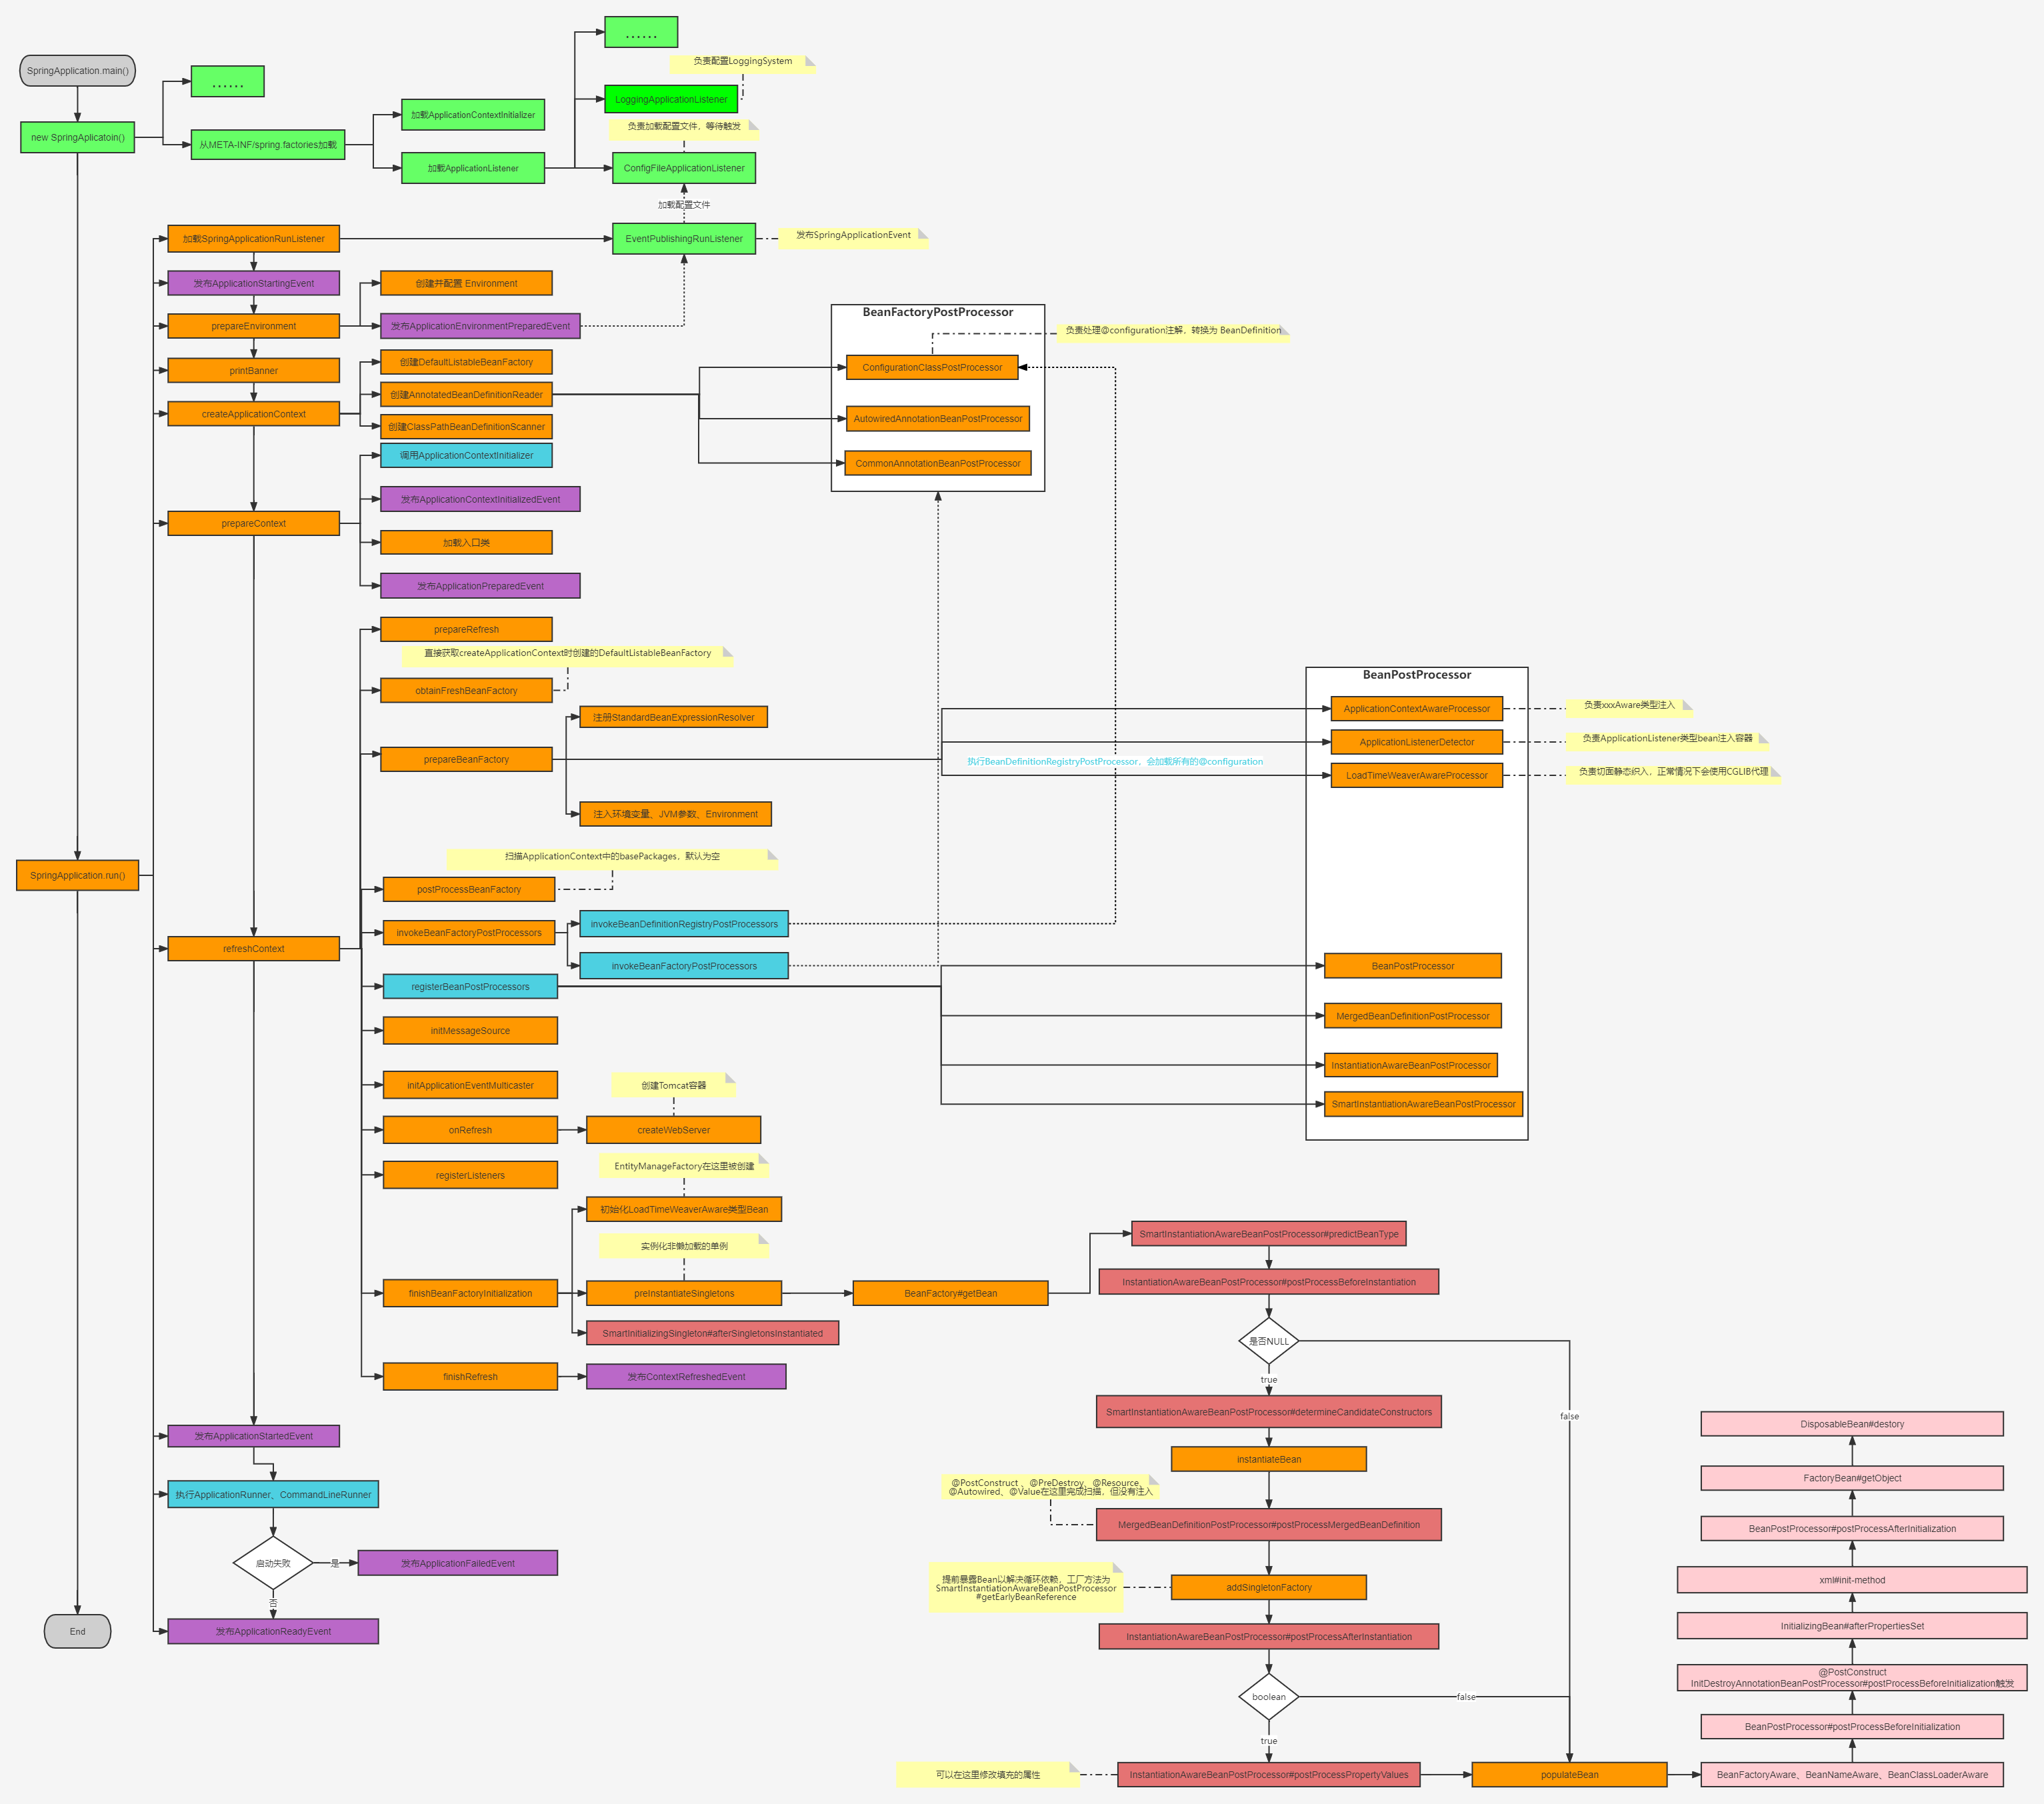 SpringApplication.main()
new SpringAplicatoin()
......
从META-INF/spring.factories加载
加载ApplicationContextInitializer
加载ApplicationListener
......
负责配置LoggingSystem
LoggingApplicationListener
负责加载配置文件，等待触发
ConfigFileApplicationListener
加载配置文件
EventPublishingRunListener
发布SpringApplicationEvent
加载SpringApplicationRunListener
发布ApplicationStartingEvent
prepareEnvironment
创建并配置 Environment
发布ApplicationEnvironmentPreparedEvent
printBanner
createApplicationContext
创建DefaultListableBeanFactory
创建AnnotatedBeanDefinitionReader
创建ClassPathBeanDefinitionScanner
BeanFactoryPostProcessor
负责处理@configuration注解，转换为 BeanDefinition
ConfigurationClassPostProcessor
AutowiredAnnotationBeanPostProcessor
CommonAnnotationBeanPostProcessor
prepareContext
调用ApplicationContextInitializer
发布ApplicationContextInitializedEvent
加载入口类
发布ApplicationPreparedEvent
SpringApplication.run()
refreshContext
prepareRefresh
直接获取createApplicationContext时创建的DefaultListableBeanFactory
obtainFreshBeanFactory
注册StandardBeanExpressionResolver
prepareBeanFactory
注入环境变量、JVM参数、Environment
执行BeanDefinitionRegistryPostProcessor，会加载所有的@configuration
BeanPostProcessor
ApplicationContextAwareProcessor
负责xxxAware类型注入
ApplicationListenerDetector
负责ApplicationListener类型bean注入容器
LoadTimeWeaverAwareProcessor
负责切面静态织入，正常情况下会使用CGLIB代理
扫描ApplicationContext中的basePackages，默认为空
postProcessBeanFactory
invokeBeanFactoryPostProcessors
invokeBeanDefinitionRegistryPostProcessors
invokeBeanFactoryPostProcessors
registerBeanPostProcessors
BeanPostProcessor
MergedBeanDefinitionPostProcessor
InstantiationAwareBeanPostProcessor
SmartInstantiationAwareBeanPostProcessor
initMessageSource
initApplicationEventMulticaster
创建Tomcat容器
onRefresh
createWebServer
registerListeners
EntityManageFactory在这里被创建
初始化LoadTimeWeaverAware类型Bean
实例化非懒加载的单例
finishBeanFactoryInitialization
preInstantiateSingletons
BeanFactory#getBean
SmartInitializingSingleton#afterSingletonsInstantiated
finishRefresh
发布ContextRefreshedEvent
SmartInstantiationAwareBeanPostProcessor#predictBeanType
InstantiationAwareBeanPostProcessor#postProcessBeforeInstantiation
是否NULL
true
false
SmartInstantiationAwareBeanPostProcessor#determineCandidateConstructors
instantiateBean
@PostConstruct 、@PreDestroy、@Resource、
@Autowired、@Value在这里完成扫描，但没有注入
MergedBeanDefinitionPostProcessor#postProcessMergedBeanDefinition
提前暴露Bean以解决循环依赖，工厂方法为
SmartInstantiationAwareBeanPostProcessor
#getEarlyBeanReference
addSingletonFactory
InstantiationAwareBeanPostProcessor#postProcessAfterInstantiation
boolean
false
true
可以在这里修改填充的属性
InstantiationAwareBeanPostProcessor#postProcessPropertyValues
populateBean
DisposableBean#destory
FactoryBean#getObject
BeanPostProcessor#postProcessAfterInitialization
xml#init-method
InitializingBean#afterPropertiesSet
@PostConstruct
InitDestroyAnnotationBeanPostProcessor#postProcessBeforeInitialization触发
BeanPostProcessor#postProcessBeforeInitialization
BeanFactoryAware、BeanNameAware、BeanClassLoaderAware
发布ApplicationStartedEvent
执行ApplicationRunner、CommandLineRunner
启动失败
是
发布ApplicationFailedEvent
否
发布ApplicationReadyEvent
End